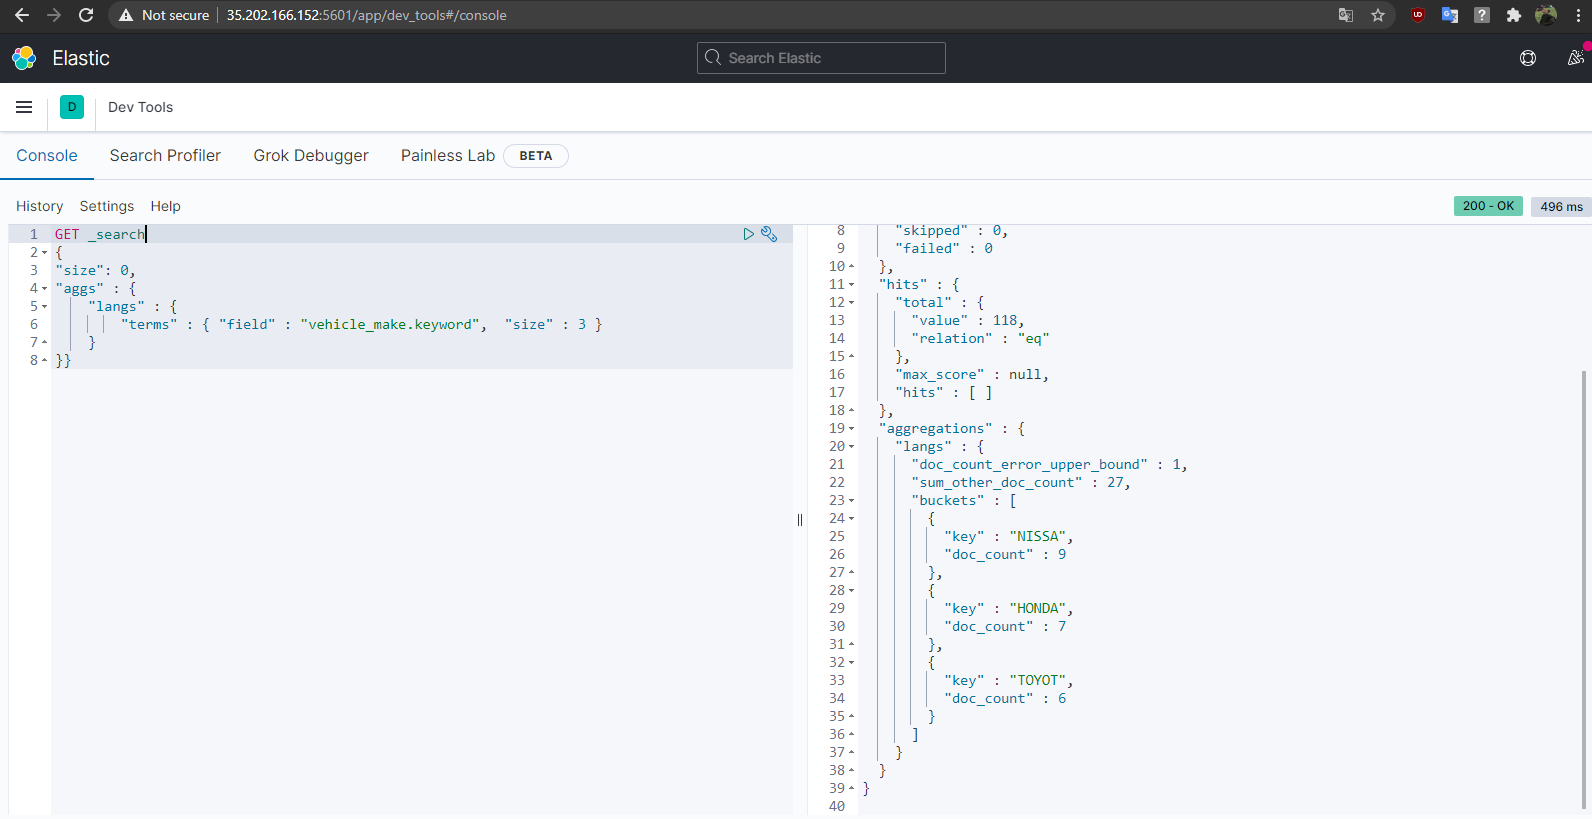 Not secure 35.202.166.152:5601/app/dev_tools#/console
Elastic
Search Elastic
D Dev Tools
Console Search Profiler Grok Debugger Painless Lab BETA
History Settings Help
200 - OK 496 ms
1 GET _search
2 {
3 "size": 0,
4 "aggs" : {
5 "langs" : {
6 "terms" : { "field" : "vehicle_make.keyword", "size" : 3 }
7 }
8 }}
8 "skipped" : 0,
9 "failed" : 0
10 },
11 "hits" : {
12 "total" : {
13 "value" : 118,
14 "relation" : "eq"
15 },
16 "max_score" : null,
17 "hits" : [ ]
18 },
19 "aggregations" : {
20 "langs" : {
21 "doc_count_error_upper_bound" : 1,
22 "sum_other_doc_count" : 27,
23 "buckets" : [
24 {
25 "key" : "NISSA",
26 "doc_count" : 9
27 },
28 {
29 "key" : "HONDA",
30 "doc_count" : 7
31 },
32 {
33 "key" : "TOYOT",
34 "doc_count" : 6
35 }
36 ]
37 }
38 }
39 }
40